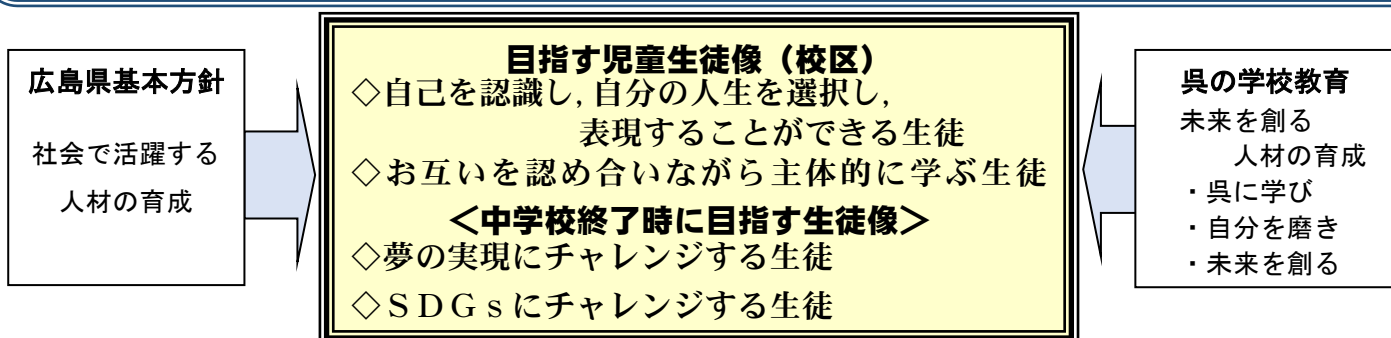 広島県基本方針
社会で活躍する
人材の育成
目指す児童生徒像（校区）
◇自己を認識し，自分の人生を選択し，
表現することができる生徒
◇お互いを認め合いながら主体的に学ぶ生徒
＜中学校終了時に目指す生徒像＞
◇夢の実現にチャレンジする生徒
◇ＳＤＧｓにチャレンジする生徒
呉の学校教育
未来を創る
人材の育成
・呉に学び
・自分を磨き
・未来を創る